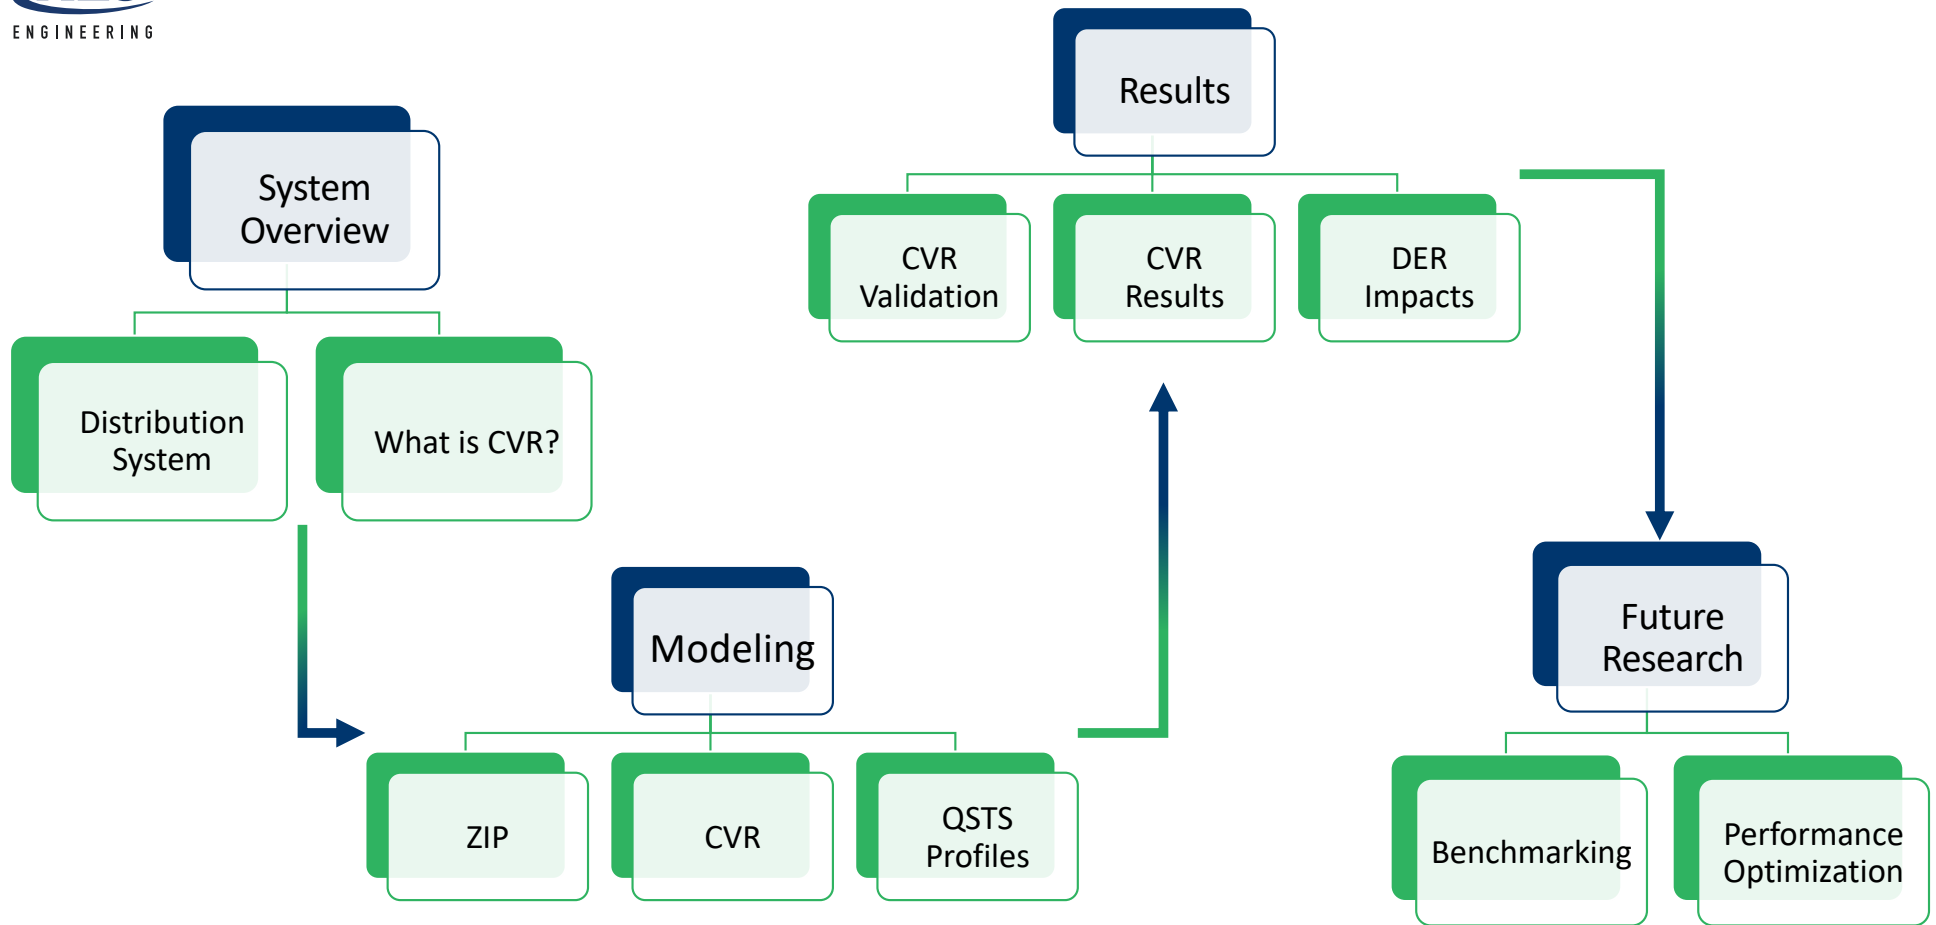 ENGINEERING
System
Overview
Distribution
System
What is CVR?
Modeling
ZIP
CVR
QSTS
Profiles
Results
CVR
Validation
CVR
Results
DER
Impacts
Future
Research
Benchmarking
Performance
Optimization